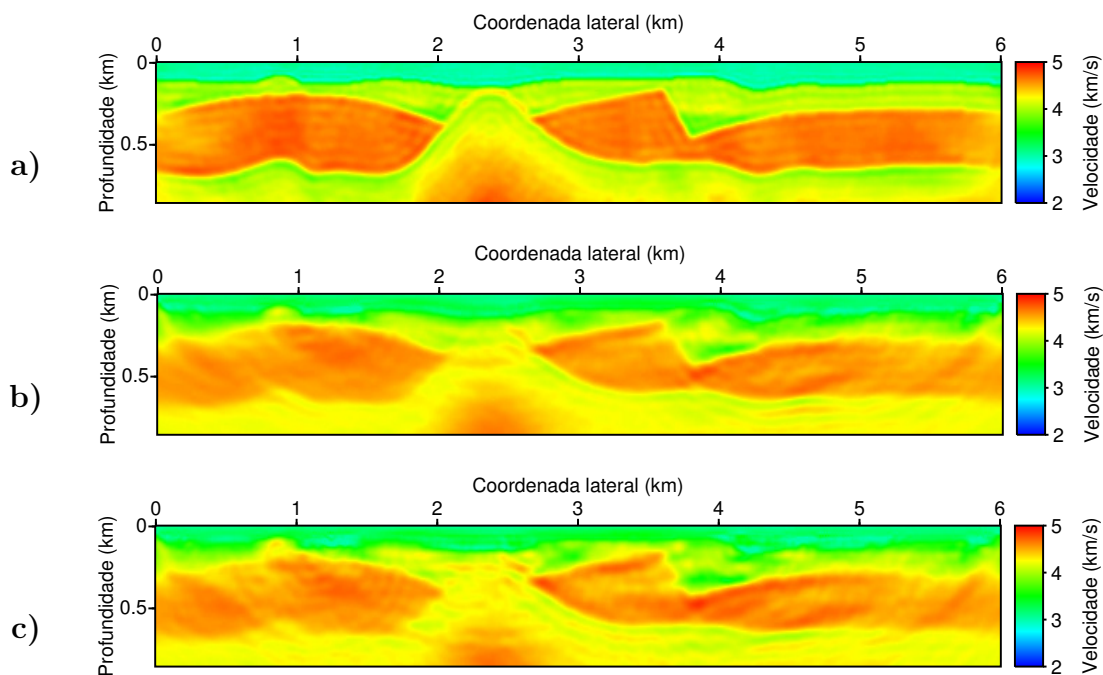 Coordenada lateral (km)
0 1 2 3 4 5 6
0
0.5
Profundidade (km)
a)
5
4
3
2
Velocidade (km/s)
Coordenada lateral (km)
0 1 2 3 4 5 6
0
0.5
Profundidade (km)
b)
5
4
3
2
Velocidade (km/s)
Coordenada lateral (km)
0 1 2 3 4 5 6
0
0.5
Profundidade (km)
c)
5
4
3
2
Velocidade (km/s)